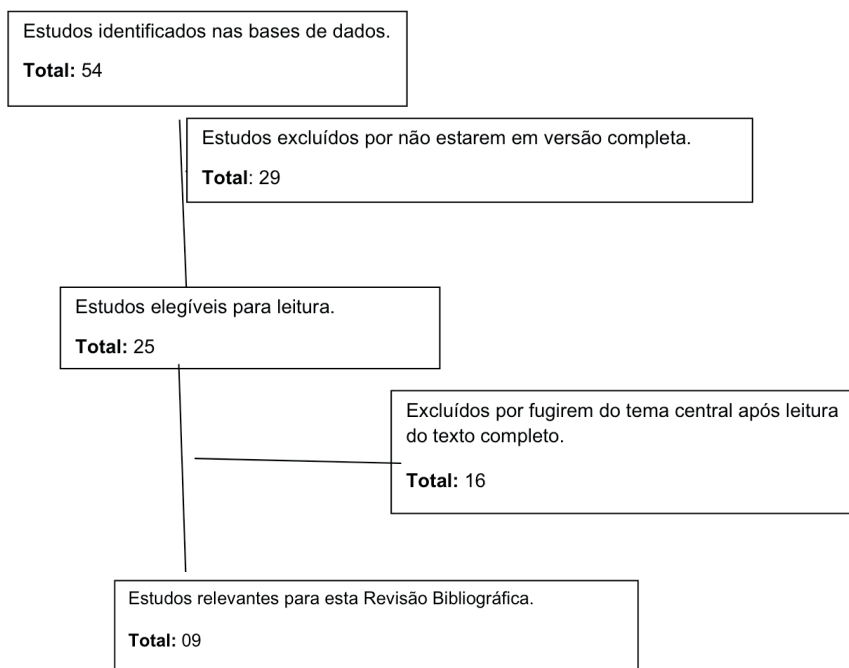 Estudos identificados nas bases de dados.
Total: 54
Estudos excluídos por não estarem em versão completa.
Total: 29
Estudos elegíveis para leitura.
Total: 25
Excluídos por fugirem do tema central após leitura
do texto completo.
Total: 16
Estudos relevantes para esta Revisão Bibliográfica.
Total: 09